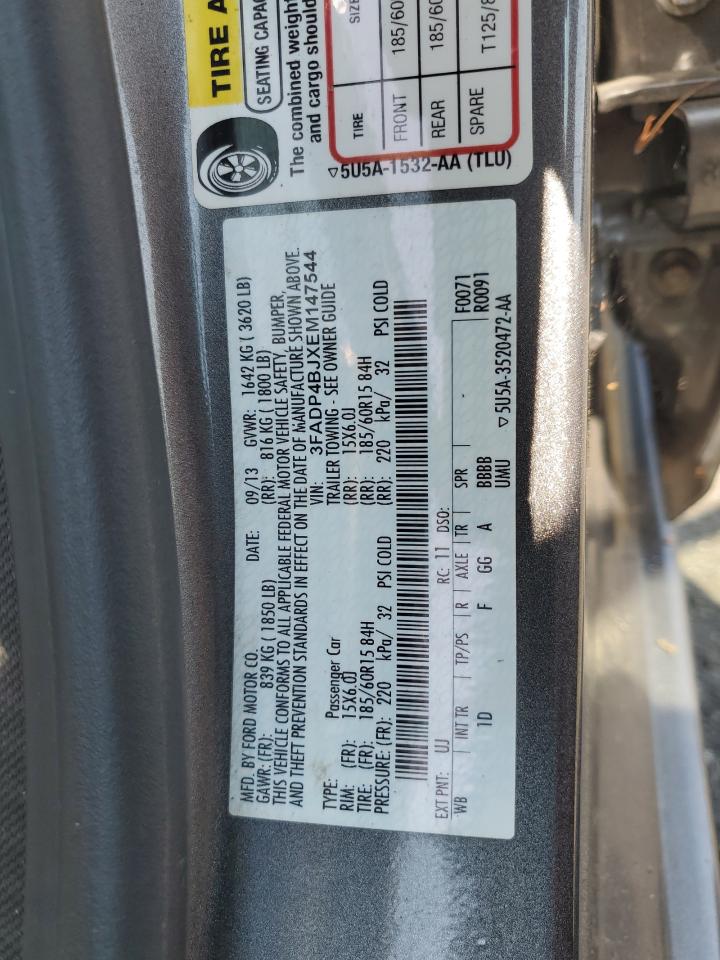 TIRE A
SEATING CAPAC
The combined weight
and cargo shoul
TIRE SIZE
FRONT 185/60
REAR 185/60
SPARE T125/8
▽5U5A-1532-AA (TLU)
MFD. BY FORD MOTOR CO. DATE: 09/13 GVWR: 1642 KG ( 3620 LB)
GAWR: (FR): 839 KG ( 1850 LB) (RR): 816 KG ( 1800 LB)
THIS VEHICLE CONFORMS TO ALL APPLICABLE FEDERAL MOTOR VEHICLE SAFETY, BUMPER,
AND THEFT PREVENTION STANDARDS IN EFFECT ON THE DATE OF MANUFACTURE SHOWN ABOVE.
VIN: 3FADP4BJXEM147544
TYPE: Passenger Car TRAILER TOWING - SEE OWNER GUIDE
RIM: (FR): 15X6.0J (RR): 15X6.0J
TIRE: (FR): 185/60R15 84H (RR): 185/60R15 84H
PRESSURE: (FR): 220 kPa/ 32 PSI COLD (RR): 220 kPa/ 32 PSI COLD
EXT PNT: UJ RC: 11 DSO: F0071
WB INT TR TP/PS R AXLE TR SPR R0091
1D F GG A BBBB
UMU ▽5U5A-3520472-AA